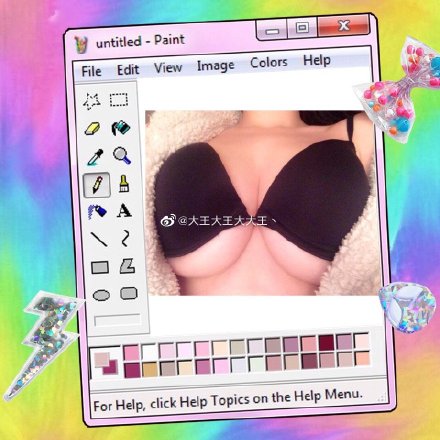 untitled - Paint
File Edit View Image Colors Help
A
@大王大王大大王丶
For Help, click Help Topics on the Help Menu.